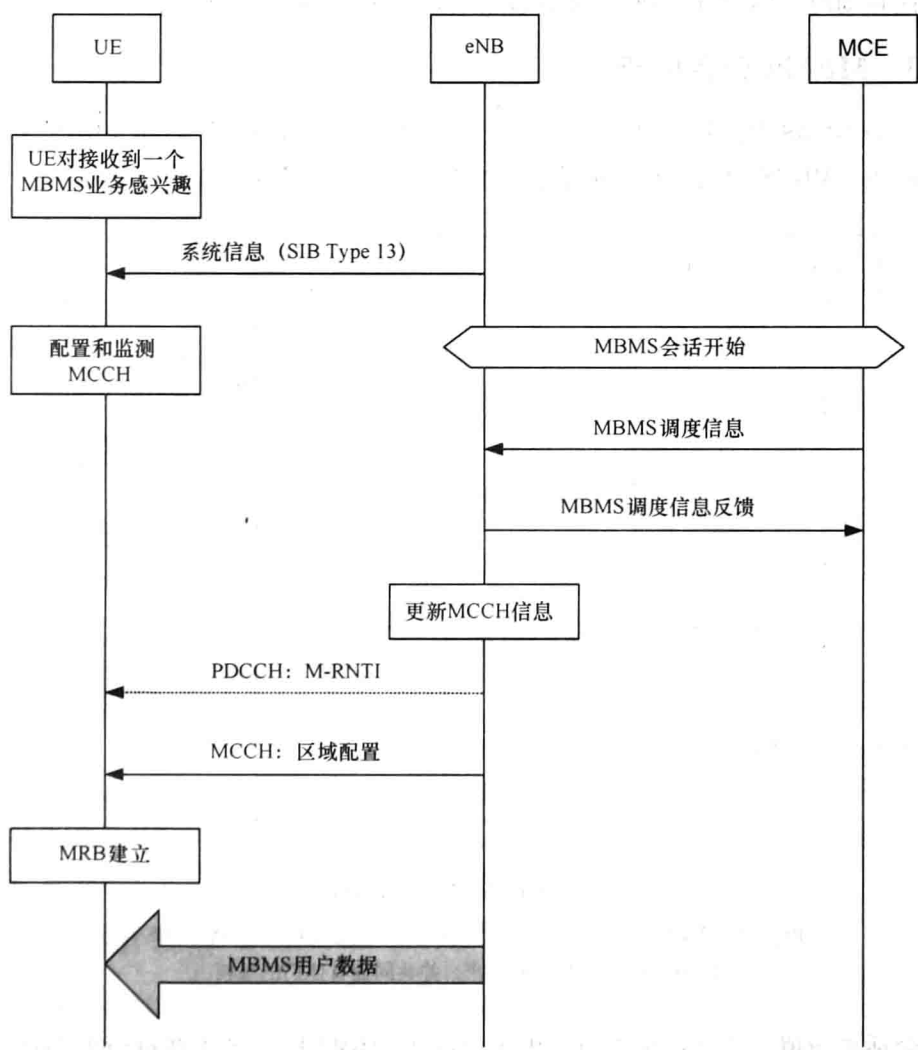 UE
eNB
MCE
UE对接收到一个
MBMS业务感兴趣
系统信息（SIB Type 13）
配置和监测
MCCH
MBMS会话开始
MBMS调度信息
MBMS调度信息反馈
更新MCCH信息
PDCCH：M-RNTI
MCCH：区域配置
MRB建立
MBMS用户数据